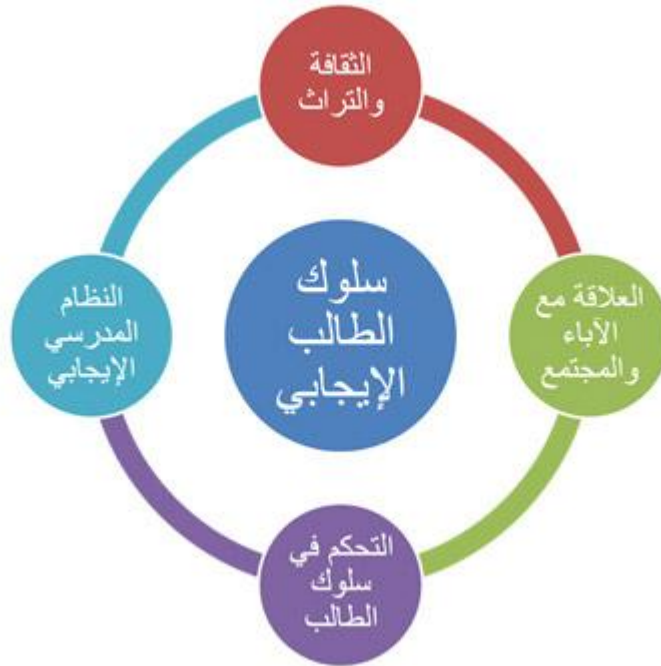 الثقافة
والتراث
العلاقة مع
الآباء
والمجتمع
سلوك
الطالب
الإيجابي
النظام
المدرسي
الإيجابي
التحكم في
سلوك
الطالب